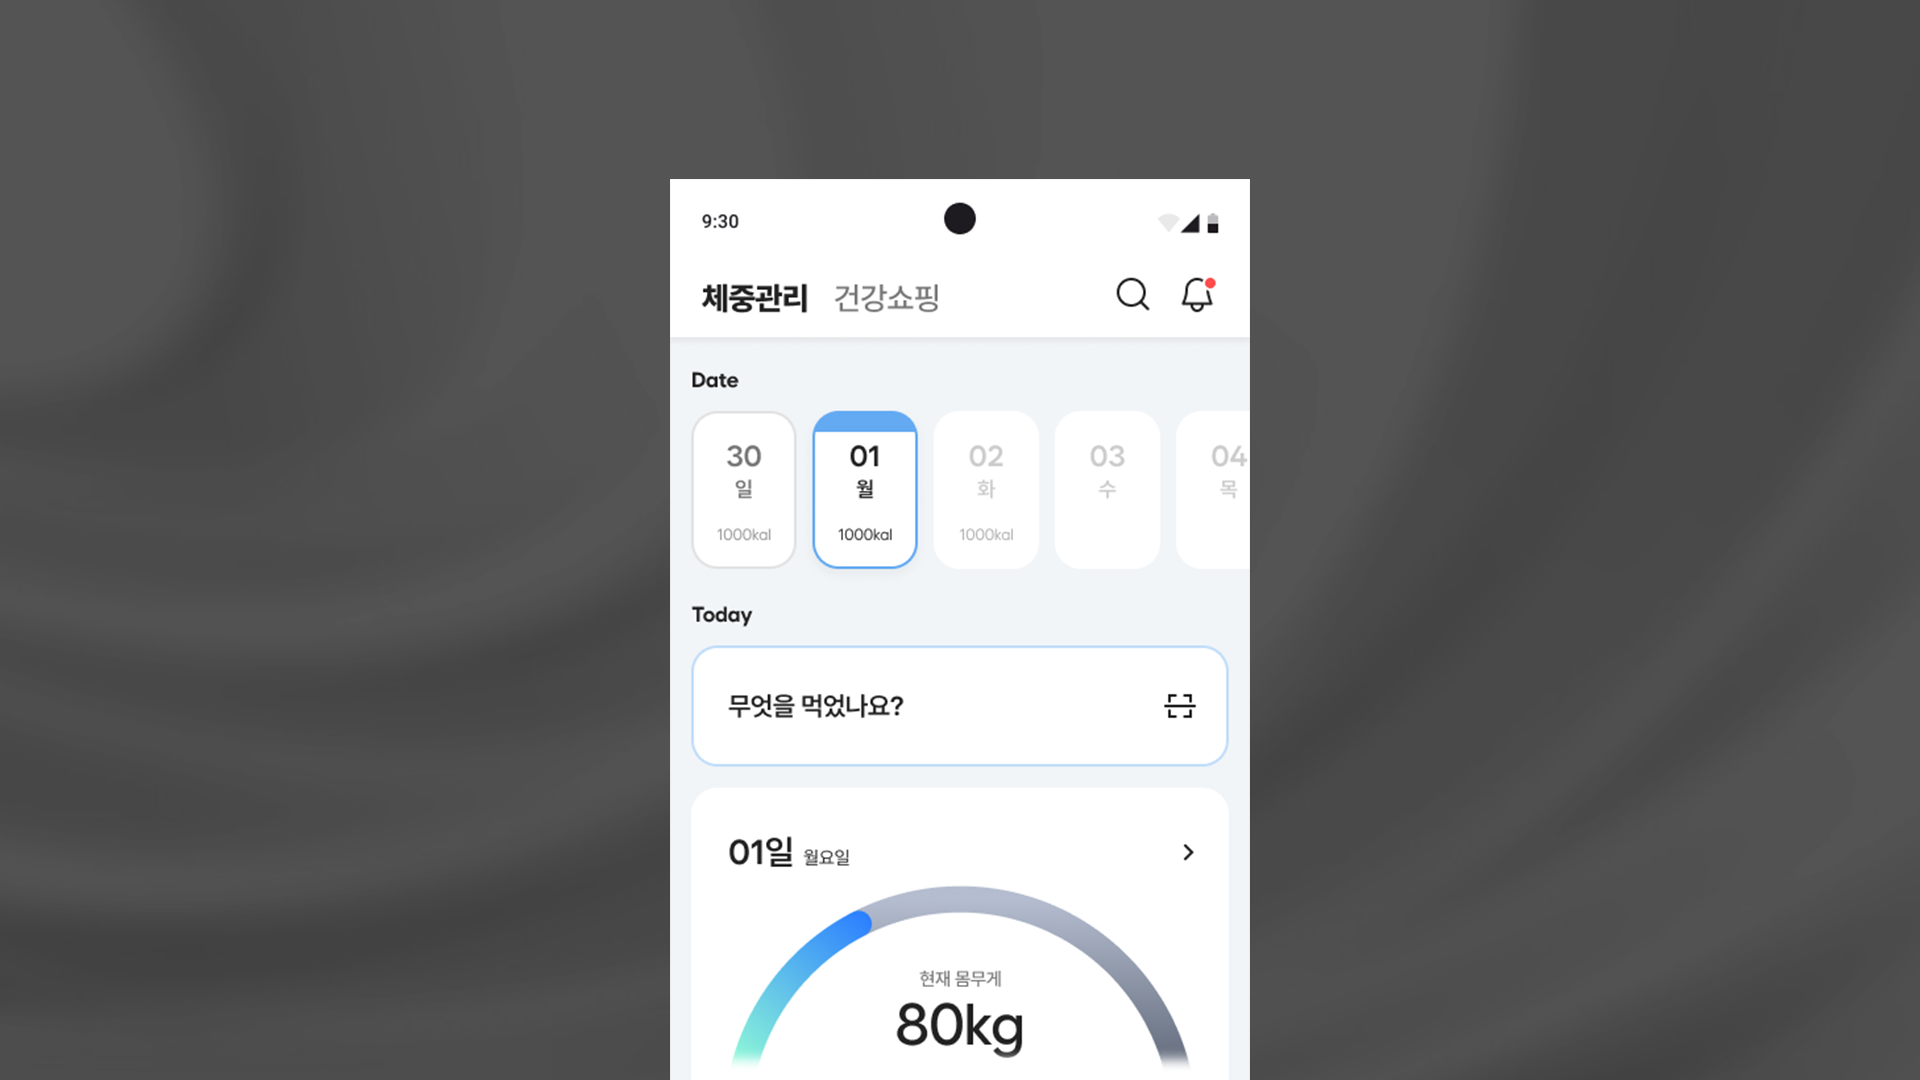 9:30
체중관리 건강쇼핑
Date
30 01 02 03 04
일 월 화 수 목
1000kal 1000kal 1000kal
Today
무엇을 먹었나요?
01일 월요일
현재 몸무게
80kg